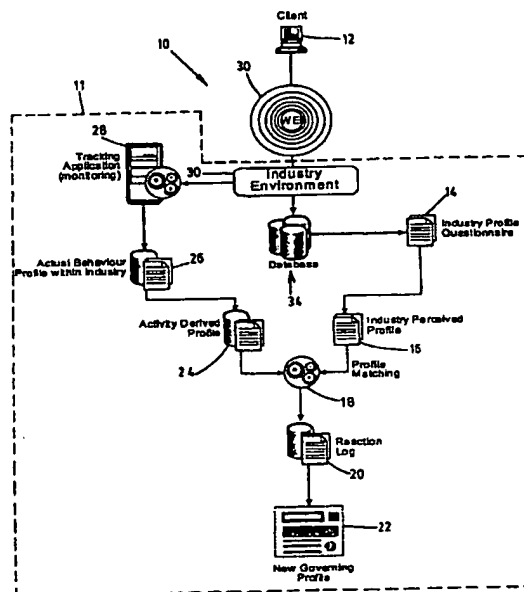 Client
12
10
30
WE
11
28
Tracking
Application
(monitoring)
30
Industry
Environment
14
Industry Profile
Questionnaire
Database
34
Actual Behaviour
Profile within Industry
26
Activity Derived
Profile
24
Industry Perceived
Profile
16
Profile
Matching
18
Reaction
Log
20
22
New Governing
Profile